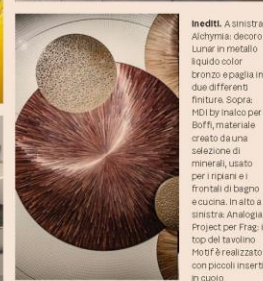 Inediti. A sinistra
Alchymia: decoro
Lunar in metallo
liquido color
bronzo e paglia in
due differenti
finiture. Sopra:
MDI by Inalco per
Boffi, materiale
creato da una
selezione di
minerali, usato
per i ripiani e i
frontali di bagno
e cucina. In alto a
sinistra: Analogia
Project per Frag: i
top del tavolino
Motif è realizzato
con piccoli inserti
in cuoio